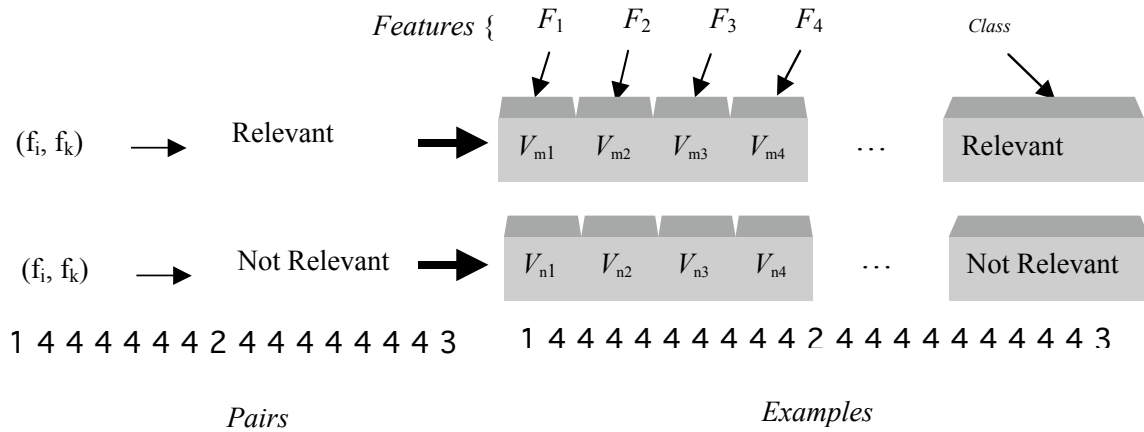 Features { F1 F2 F3 F4 Class
(fi, fk) Relevant Vm1 Vm2 Vm3 Vm4 … Relevant
(fi, fk) Not Relevant Vn1 Vn2 Vn3 Vn4 … Not Relevant
1 4 4 4 4 4 4 2 4 4 4 4 4 4 4 3 1 4 4 4 4 4 4 4 4 4 2 4 4 4 4 4 4 4 4 4 3
Pairs Examples